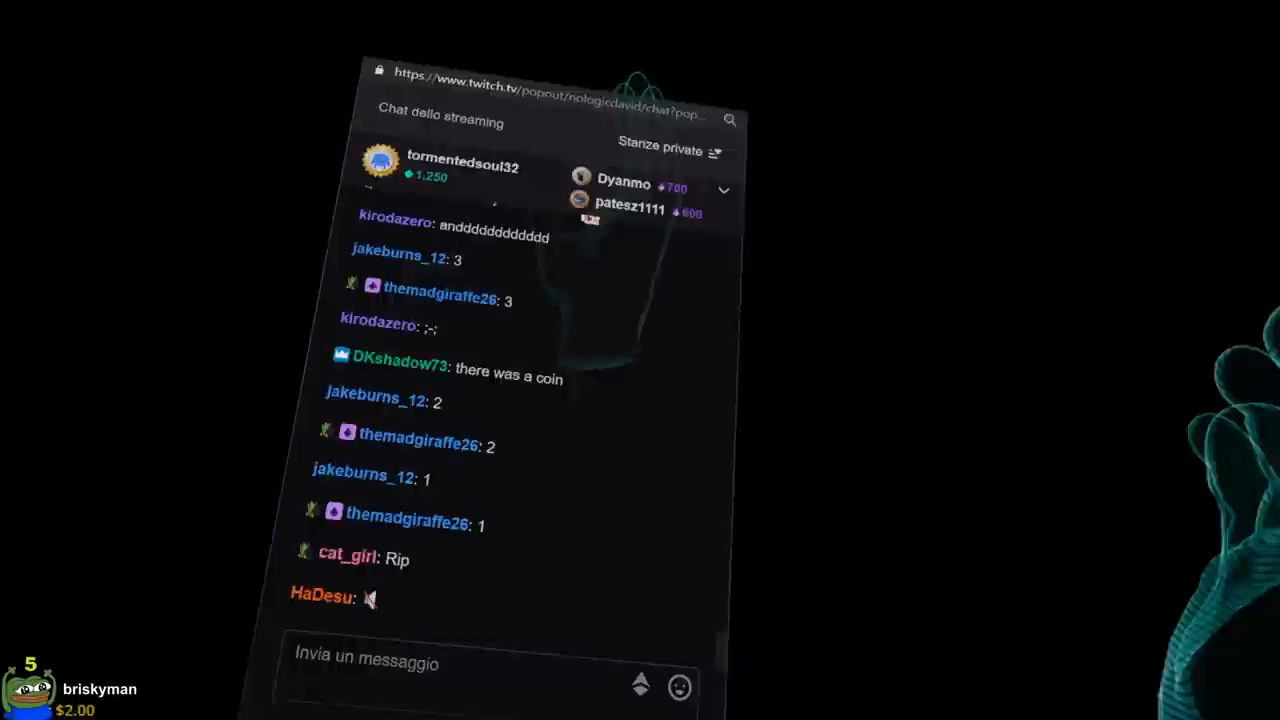 https://www.twitch.tv/popout/nologicdavid/chat?pop...
Chat dello streaming
Stanze private
tormentedsoul32
1,250
Dyanmo 700
patesz1111 600
kirodazero: andddddddddddd
jakeburns_12: 3
themadgiraffe26: 3
kirodazero: ;-;
DKshadow73: there was a coin
jakeburns_12: 2
themadgiraffe26: 2
jakeburns_12: 1
themadgiraffe26: 1
cat_girl: Rip
HaDesu:
Invia un messaggio
5
briskyman
$2.00